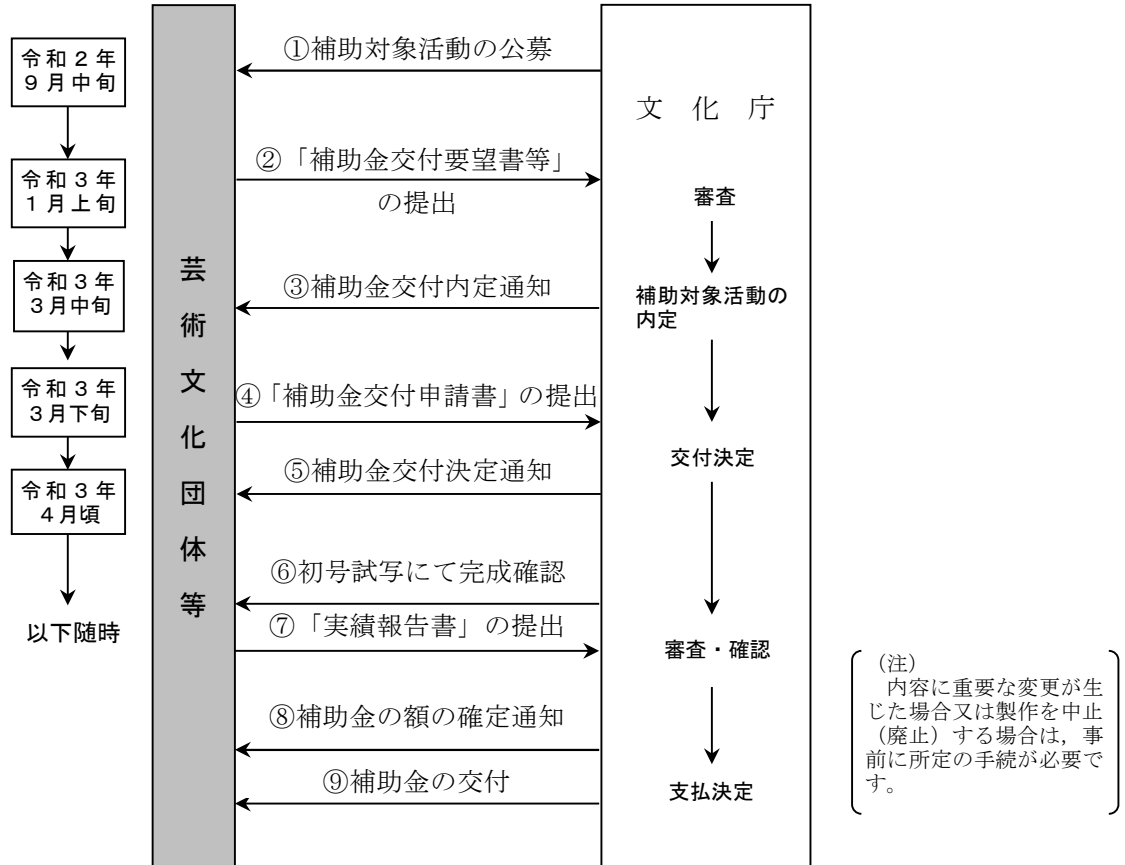 令和２年
９月中旬
①補助対象活動の公募
文化庁
令和３年
１月上旬
②「補助金交付要望書等」
の提出
審査
令和３年
３月中旬
③補助金交付内定通知
補助対象活動の
内定
芸術文化団体等
令和３年
３月下旬
④「補助金交付申請書」の提出
交付決定
令和３年
４月頃
⑤補助金交付決定通知
以下随時
⑥初号試写にて完成確認
⑦「実績報告書」の提出
審査・確認
⑧補助金の額の確定通知
⑨補助金の交付
支払決定
（注）
内容に重要な変更が生
じた場合又は製作を中止
（廃止）する場合は，事
前に所定の手続が必要で
す。